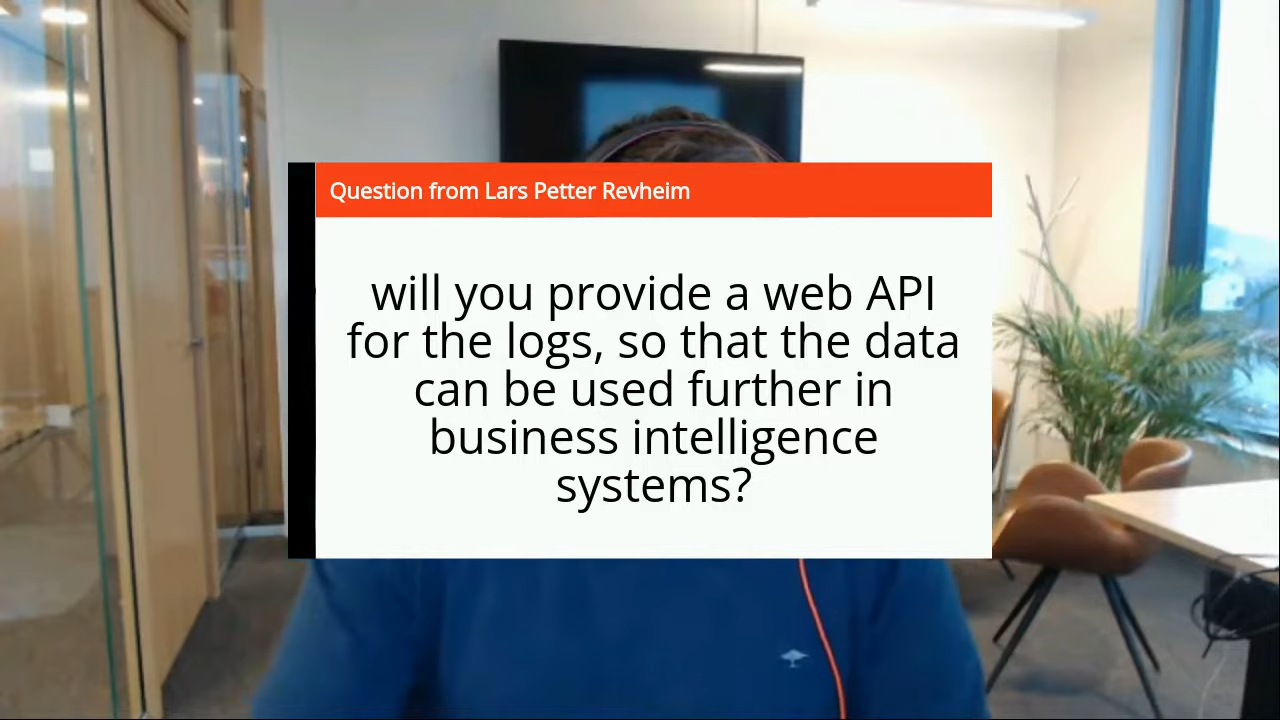 Question from Lars Petter Revheim
will you provide a web API
for the logs, so that the data
can be used further in
business intelligence
systems?